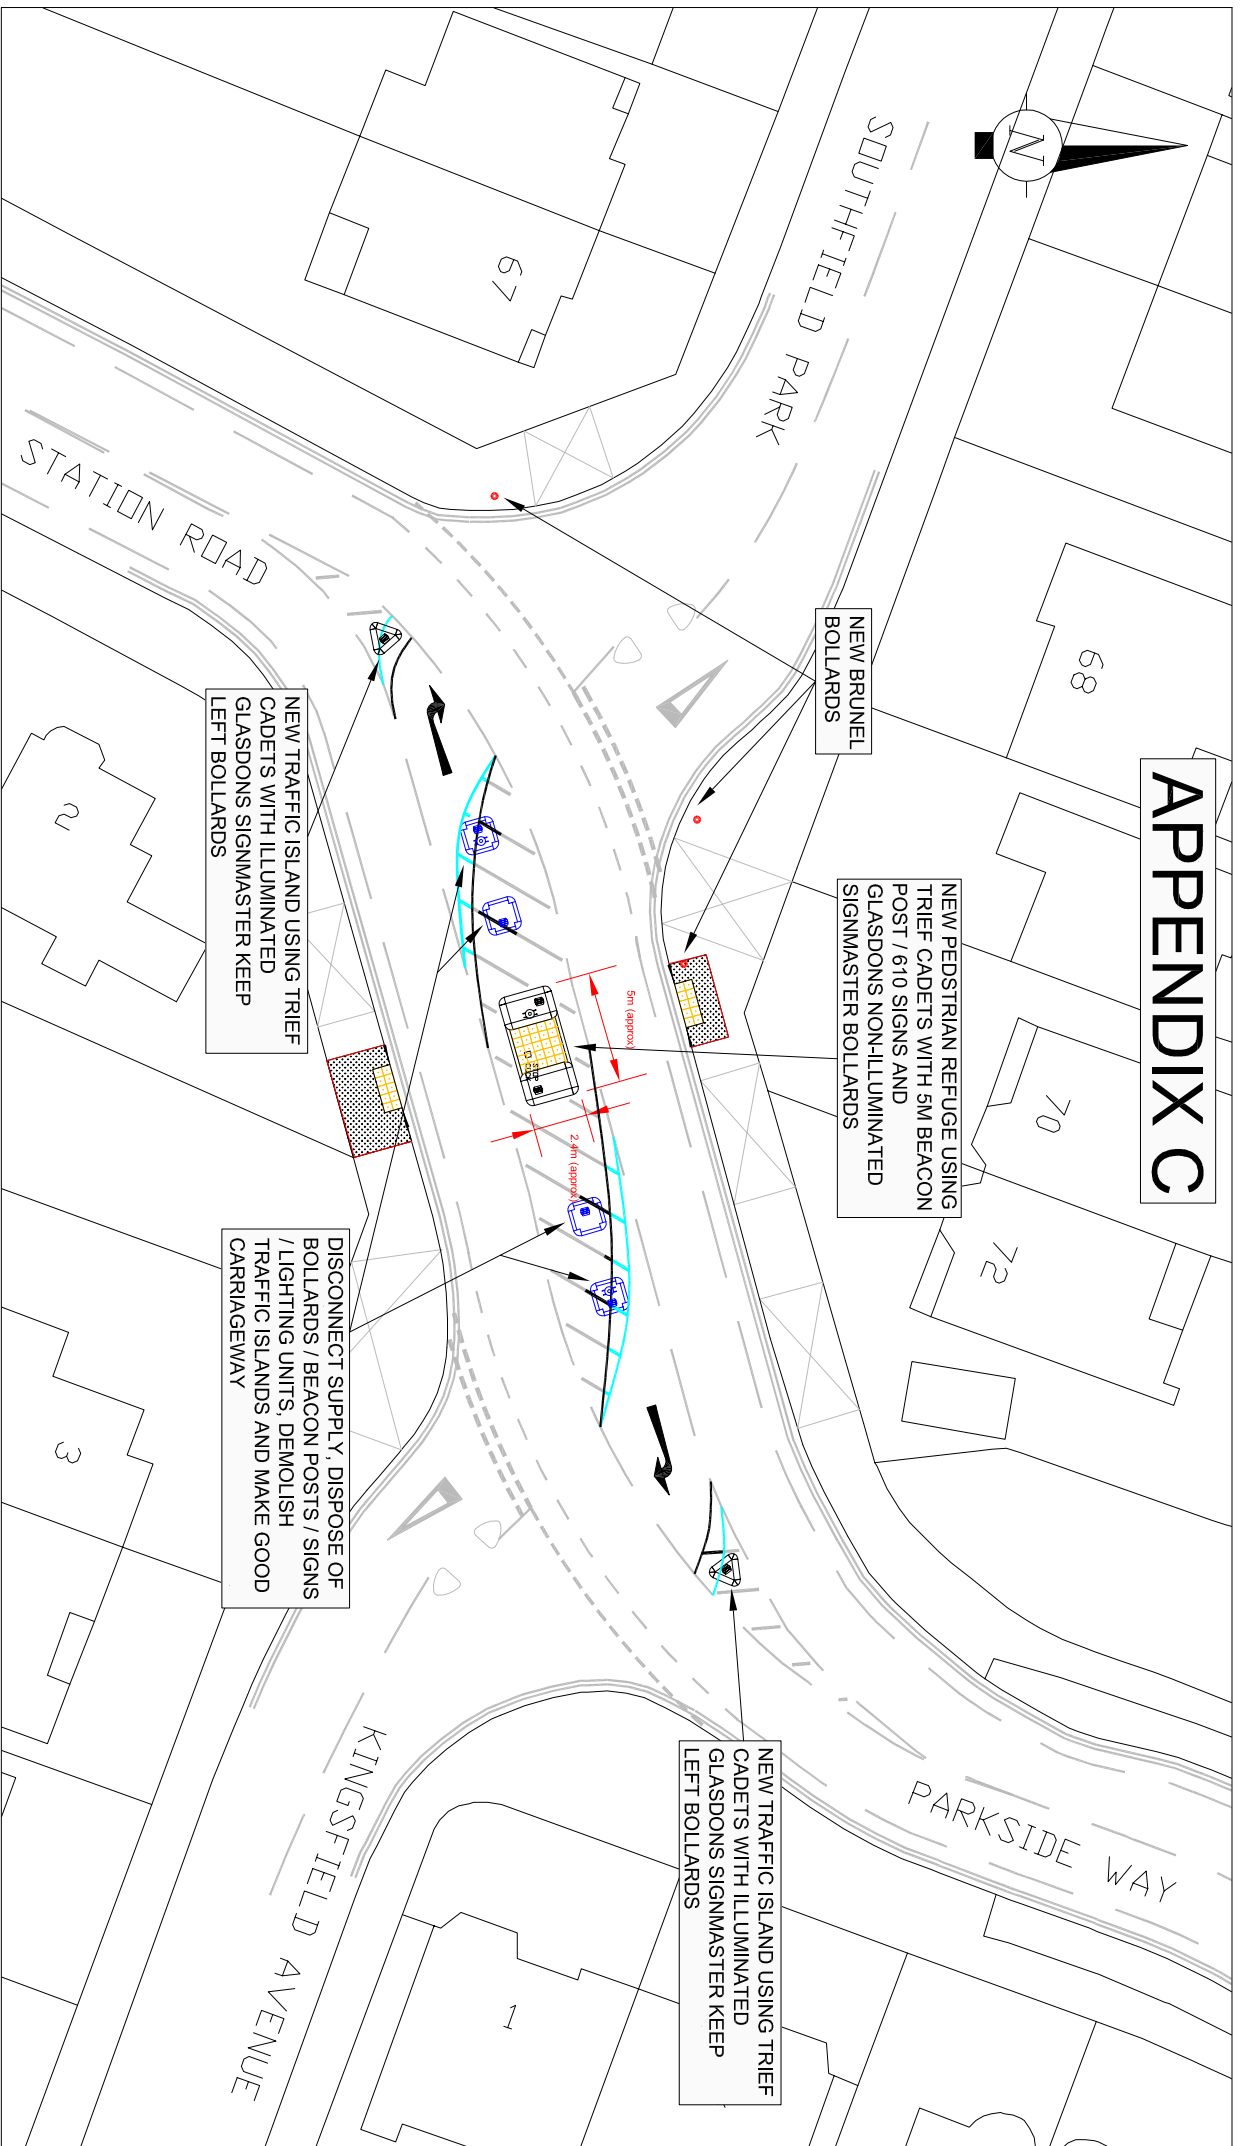 APPENDIX C
N
SOUTHFIELD PARK
67
STATION ROAD
68
NEW BRUNEL
BOLLARDS
NEW PEDSTRIAN REFUGE USING
TRIEF CADETS WITH 5M BEACON
POST / 610 SIGNS AND
GLASDONS NON-ILLUMINATED
SIGNMASTER BOLLARDS
70
72
5m (approx)
2.4m (approx)
NEW TRAFFIC ISLAND USING TRIEF
CADETS WITH ILLUMINATED
GLASDONS SIGNMASTER KEEP
LEFT BOLLARDS
2
DISCONNECT SUPPLY, DISPOSE OF
BOLLARDS / BEACON POSTS / SIGNS
/ LIGHTING UNITS, DEMOLISH
TRAFFIC ISLANDS AND MAKE GOOD
CARRIAGEWAY
3
NEW TRAFFIC ISLAND USING TRIEF
CADETS WITH ILLUMINATED
GLASDONS SIGNMASTER KEEP
LEFT BOLLARDS
PARKSIDE WAY
KINGSFIELD AVENUE
1